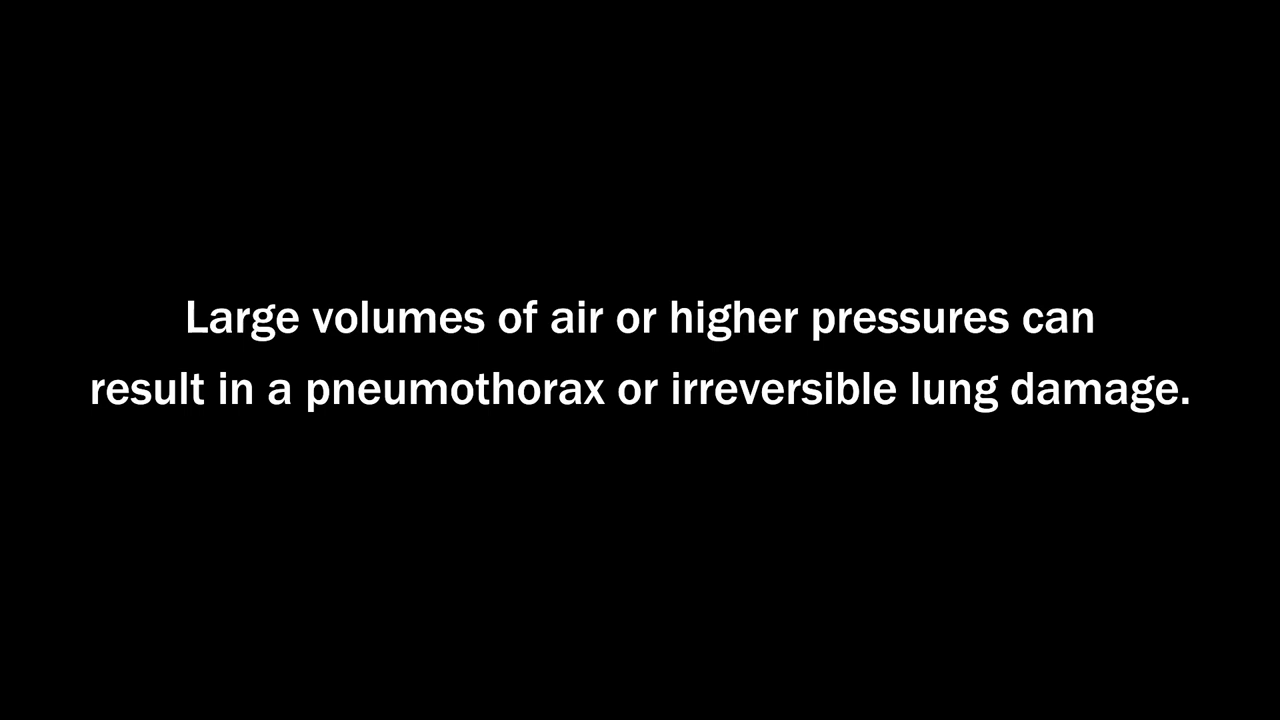 Large volumes of air or higher pressures can
result in a pneumothorax or irreversible lung damage.